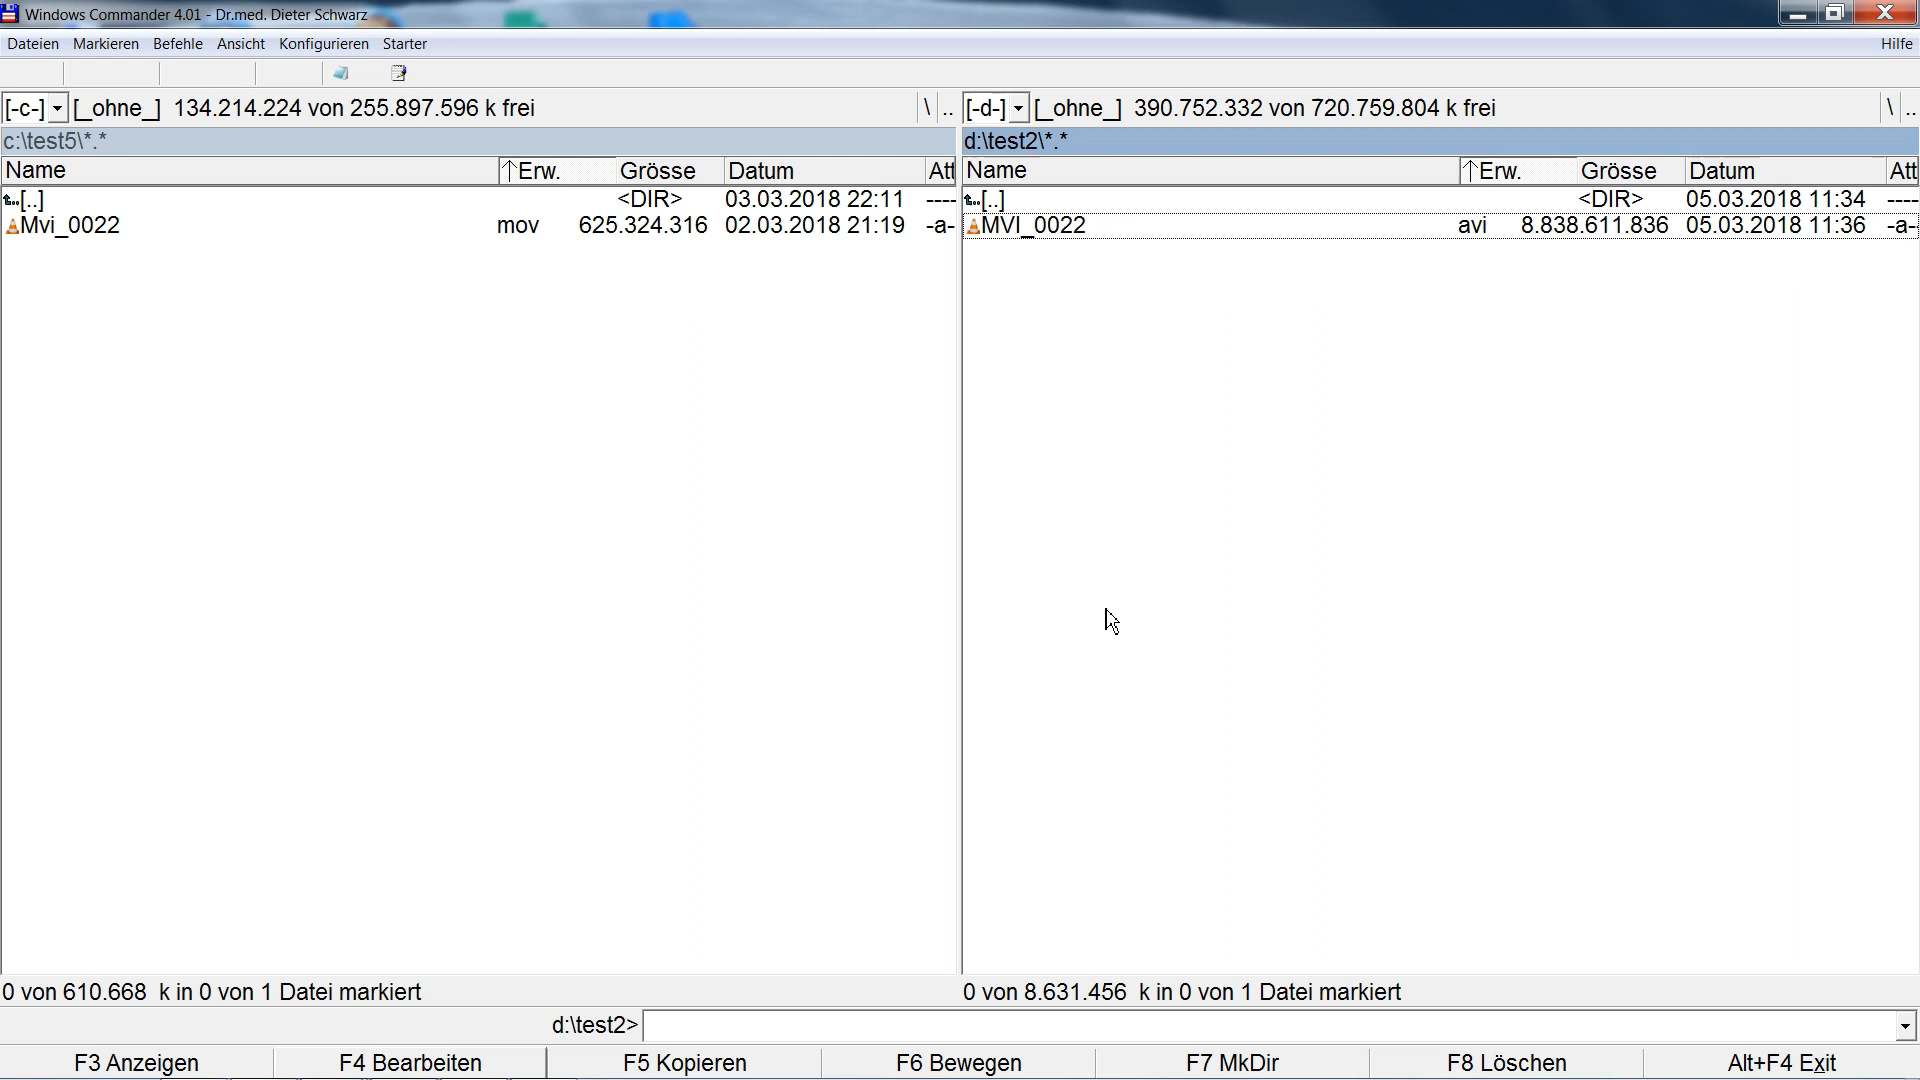 Windows Commander 4.01 - Dr.med. Dieter Schwarz
Dateien Markieren Befehle Ansicht Konfigurieren Starter Hilfe
[-c-] [_ohne_] 134.214.224 von 255.897.596 k frei \ ..
c:\test5\*.*
Name Erw. Grösse Datum Att
[..] <DIR> 03.03.2018 22:11 ----
Mvi_0022 mov 625.324.316 02.03.2018 21:19 -a-
0 von 610.668 k in 0 von 1 Datei markiert
[-d-] [_ohne_] 390.752.332 von 720.759.804 k frei \ ..
d:\test2\*.*
Name Erw. Grösse Datum Att
[..] <DIR> 05.03.2018 11:34 ----
MVI_0022 avi 8.838.611.836 05.03.2018 11:36 -a-
0 von 8.631.456 k in 0 von 1 Datei markiert
d:\test2>
F3 Anzeigen F4 Bearbeiten F5 Kopieren F6 Bewegen F7 MkDir F8 Löschen Alt+F4 Exit